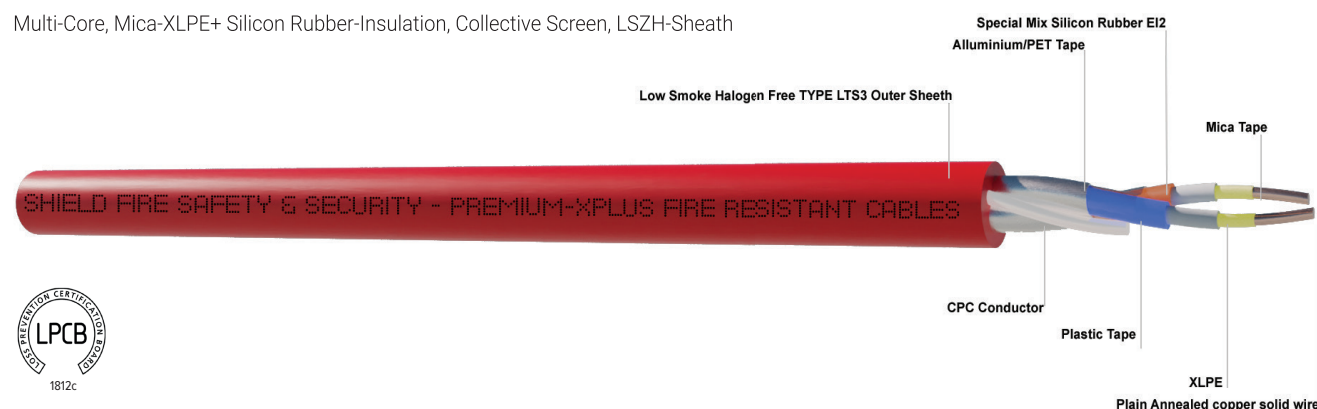 Multi-Core, Mica-XLPE+ Silicon Rubber-Insulation, Collective Screen, LSZH-Sheath
Special Mix Silicon Rubber EI2
Alluminium/PET Tape
Low Smoke Halogen Free TYPE LTS3 Outer Sheeth
Mica Tape
SHIELD FIRE SAFETY & SECURITY - PREMIUM-XPLUS FIRE RESISTANT CABLES
CPC Conductor
Plastic Tape
XLPE
Plain Annealed copper solid wire
LOSS PREVENTION CERTIFICATION BOARD
LPCB
1812c